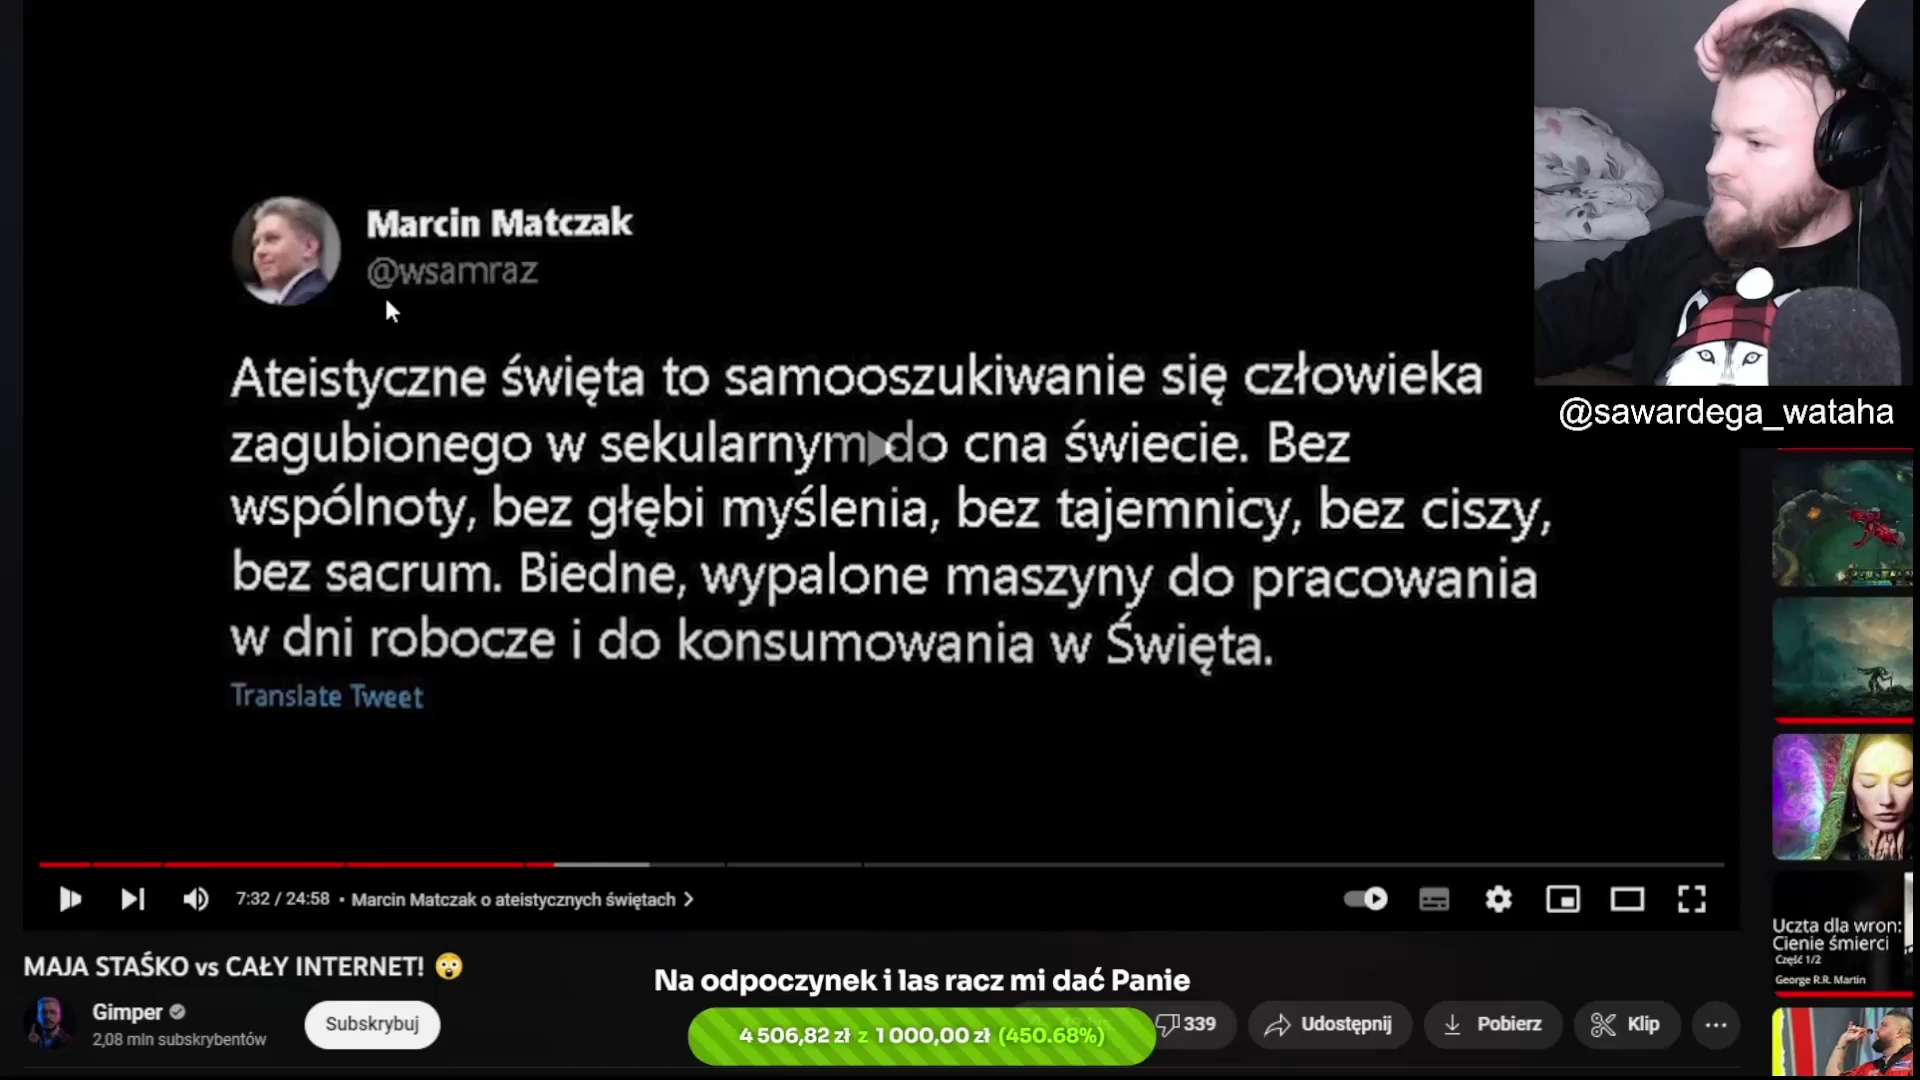 Marcin Matczak
@wsamraz
Ateistyczne święta to samooszukiwanie się człowieka
zagubionego w sekularnym do cna świecie. Bez
wspólnoty, bez głębi myślenia, bez tajemnicy, bez ciszy,
bez sacrum. Biedne, wypalone maszyny do pracowania
w dni robocze i do konsumowania w Święta.
Translate Tweet
@sawardega_wataha
7:32 / 24:58 • Marcin Matczak o ateistycznych świętach
Uczta dla wron:
Cienie śmierci
Część 1/2
George R.R. Martin
MAJA STAŚKO vs CAŁY INTERNET! 😲
Na odpoczynek i las racz mi dać Panie
Gimper
2,08 mln subskrybentów
Subskrybuj
4 506,82 zł z 1 000,00 zł (450.68%)
339
Udostępnij
Pobierz
Klip